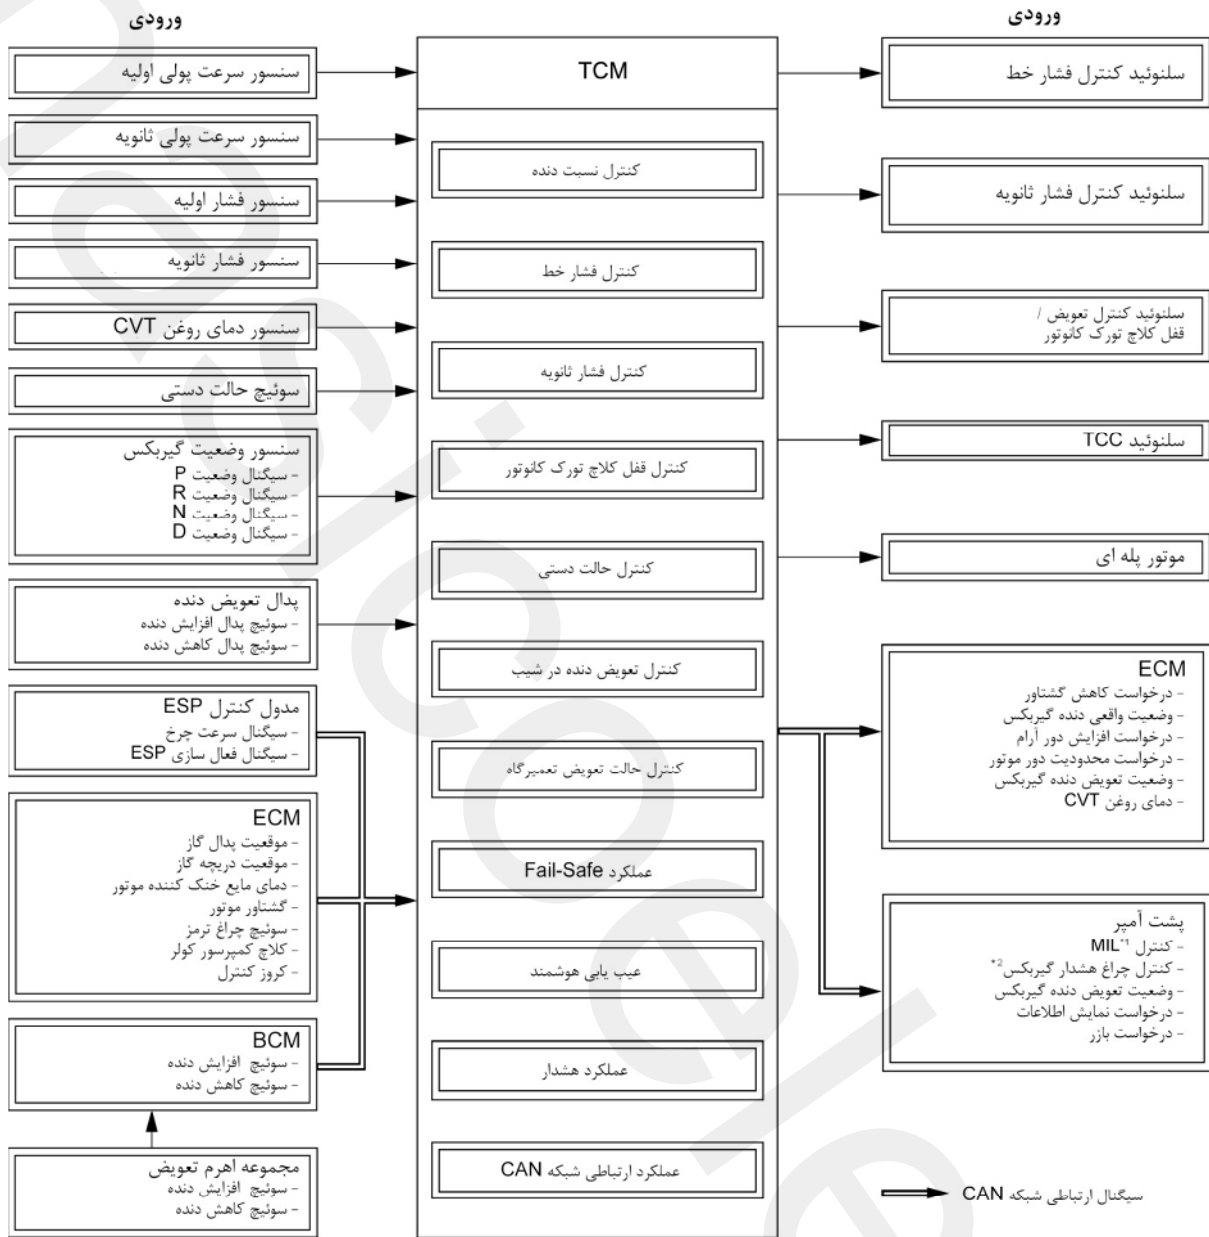 ورودی
سنسور سرعت پولی اولیه
سنسور سرعت پولی ثانویه
سنسور فشار اولیه
سنسور فشار ثانویه
سنسور دمای روغن CVT
سوئیچ حالت دستی
سنسور وضعیت گیربکس
- سیگنال وضعیت P
- سیگنال وضعیت R
- سیگنال وضعیت N
- سیگنال وضعیت D
پدال تعویض دنده
- سوئیچ پدال افزایش دنده
- سوئیچ پدال کاهش دنده
مدول کنترل ESP
- سیگنال سرعت چرخ
- سیگنال فعال سازی ESP
ECM
- موقعیت پدال گاز
- موقعیت دریچه گاز
- دمای مایع خنک کننده موتور
- گشتاور موتور
- سوئیچ چراغ ترمز
- کلاچ کمپرسور کولر
- کروز کنترل
BCM
- سوئیچ افزایش دنده
- سوئیچ کاهش دنده
مجموعه اهرم تعویض
- سوئیچ افزایش دنده
- سوئیچ کاهش دنده
TCM
کنترل نسبت دنده
کنترل فشار خط
کنترل فشار ثانویه
کنترل قفل کلاچ تورک کانوتور
کنترل حالت دستی
کنترل تعویض دنده در شیب
کنترل حالت تعویض تعمیرگاه
عملکرد Fail-Safe
عیب یابی هوشمند
عملکرد هشدار
عملکرد ارتباطی شبکه CAN
ورودی
سلنوئید کنترل فشار خط
سلنوئید کنترل فشار ثانویه
سلنوئید کنترل تعویض /
قفل کلاچ تورک کانوتور
سلنوئید TCC
موتور پله ای
ECM
- درخواست کاهش گشتاور
- وضعیت واقعی دنده گیربکس
- درخواست افزایش دور آرام
- درخواست محدودیت دور موتور
- وضعیت تعویض دنده گیربکس
- دمای روغن CVT
پشت آمپر
- کنترل MIL*1
- کنترل چراغ هشدار گیربکس*2
- وضعیت تعویض دنده گیربکس
- درخواست نمایش اطلاعات
- درخواست بازر
سیگنال ارتباطی شبکه CAN